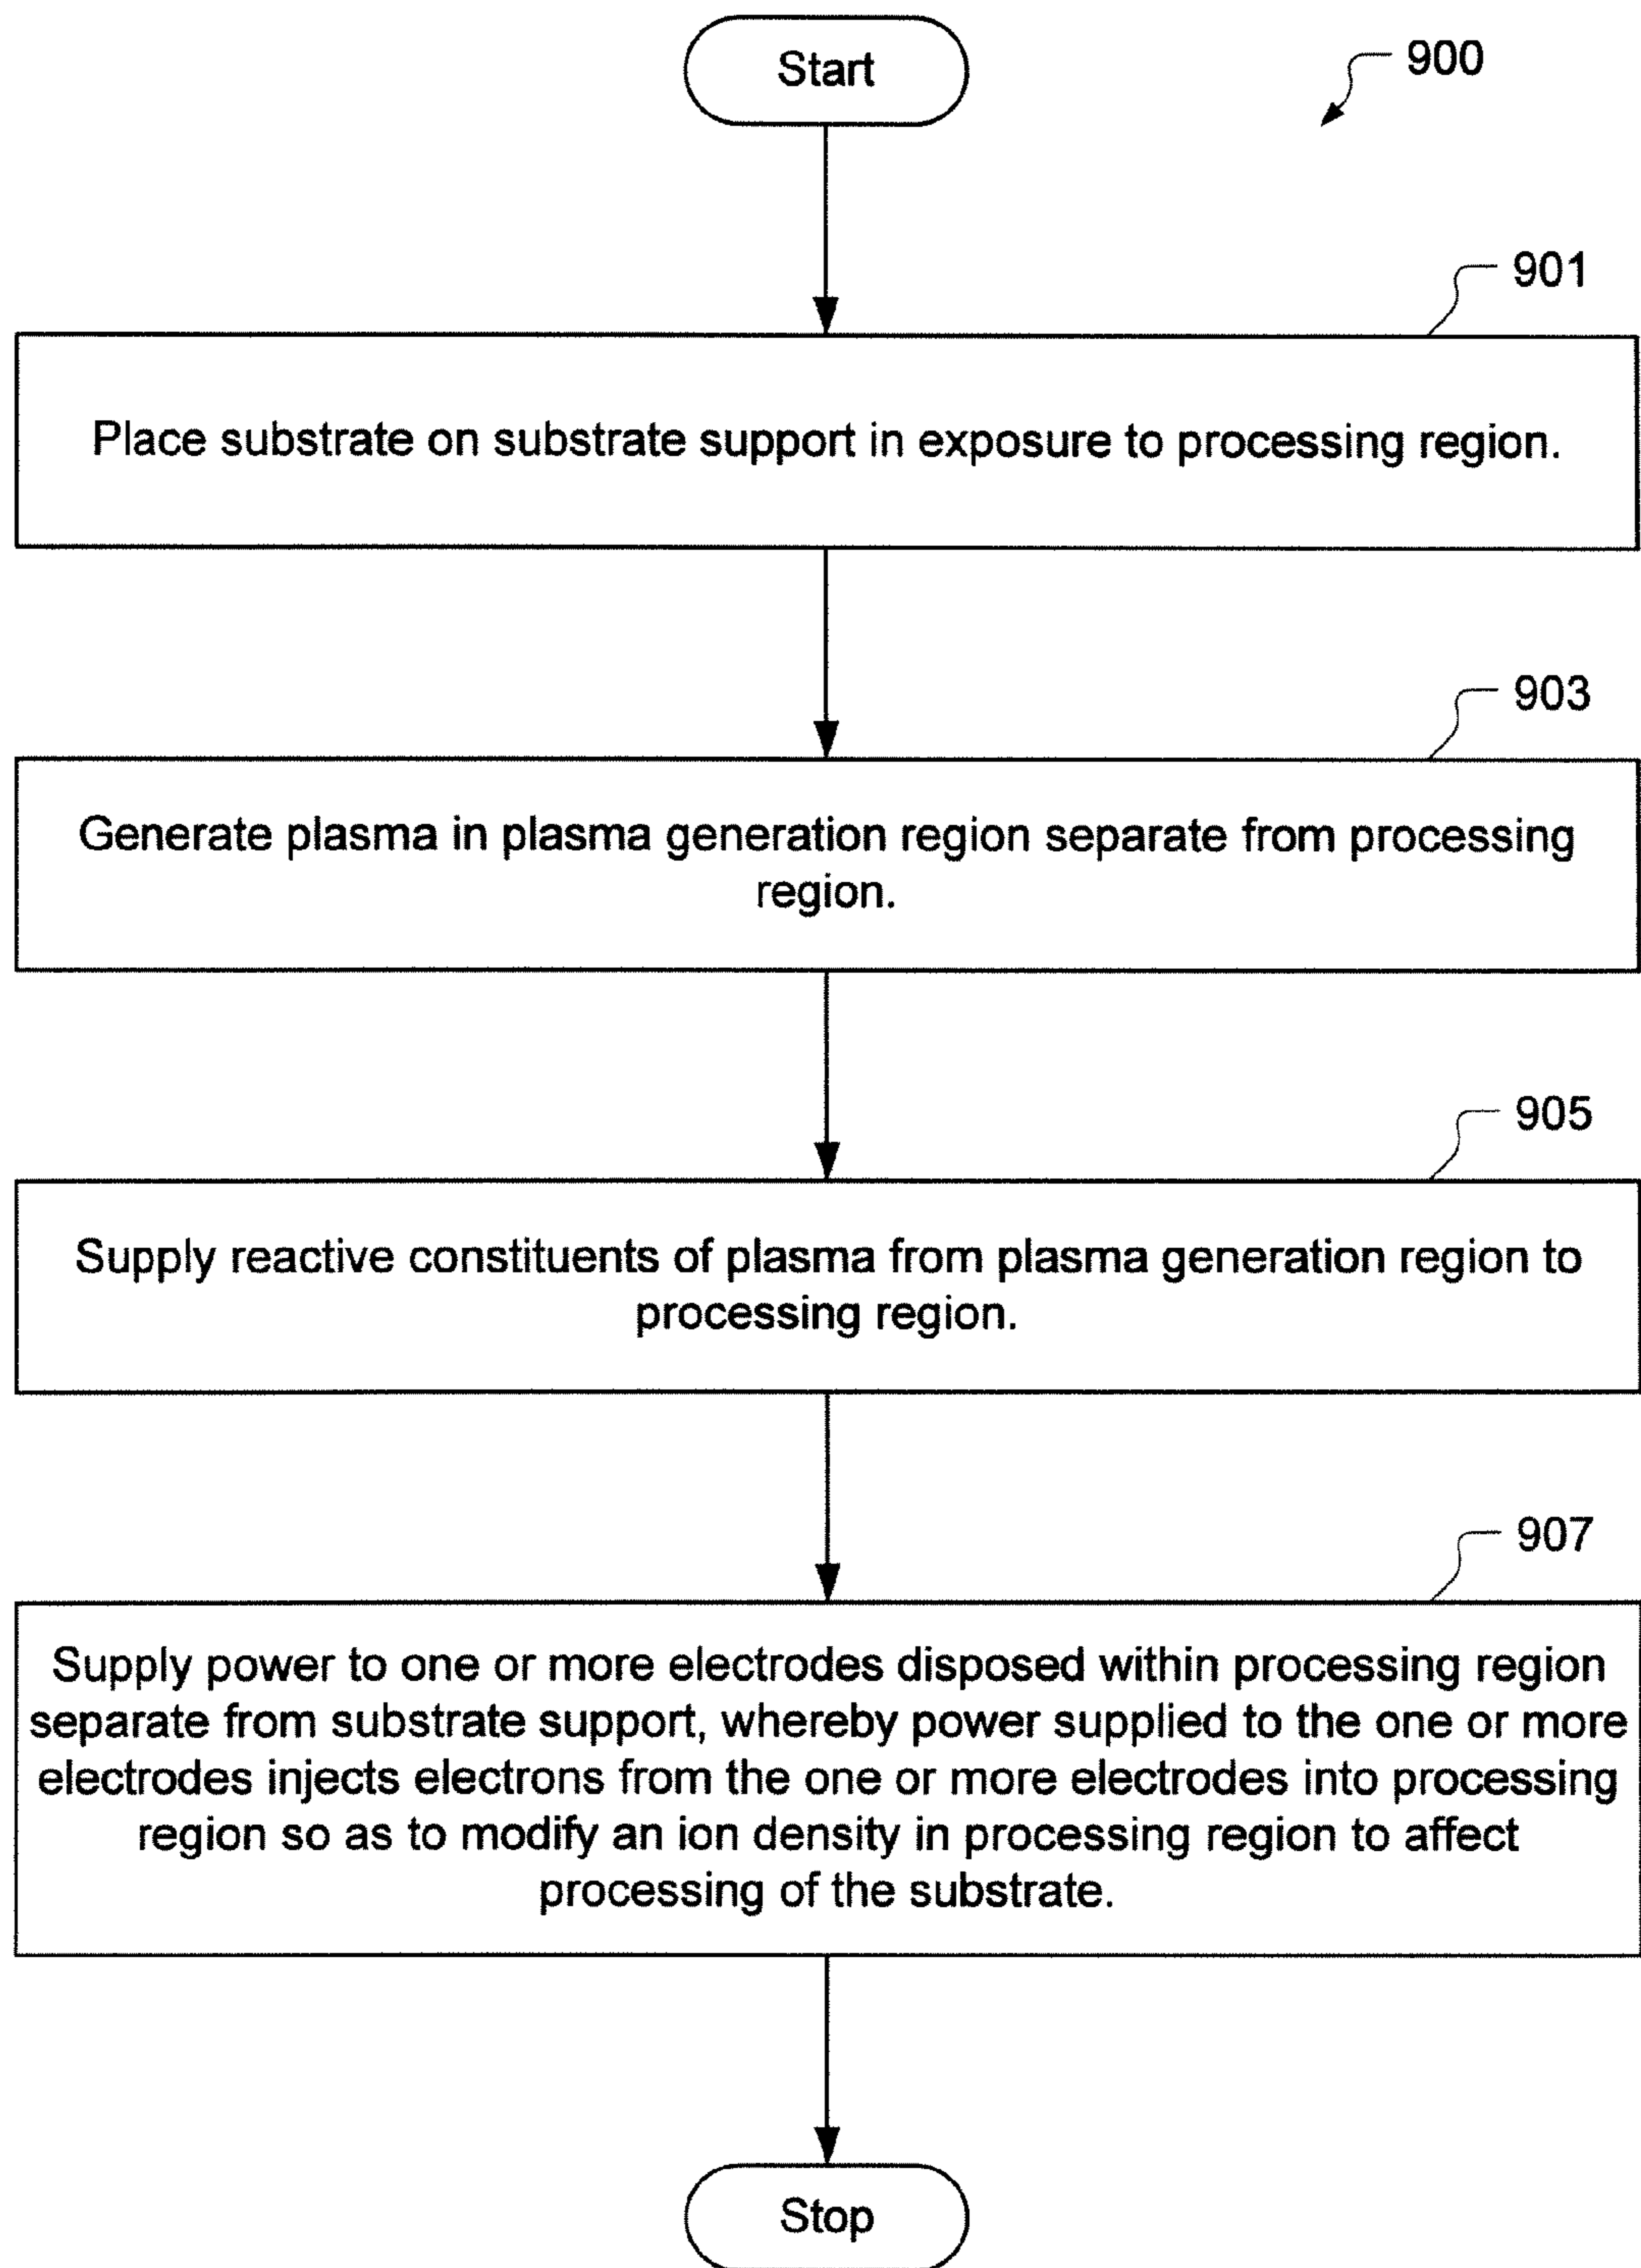 Start
900
901
Place substrate on substrate support in exposure to processing region.
903
Generate plasma in plasma generation region separate from processing
region.
905
Supply reactive constituents of plasma from plasma generation region to
processing region.
907
Supply power to one or more electrodes disposed within processing region
separate from substrate support, whereby power supplied to the one or more
electrodes injects electrons from the one or more electrodes into processing
region so as to modify an ion density in processing region to affect
processing of the substrate.
Stop